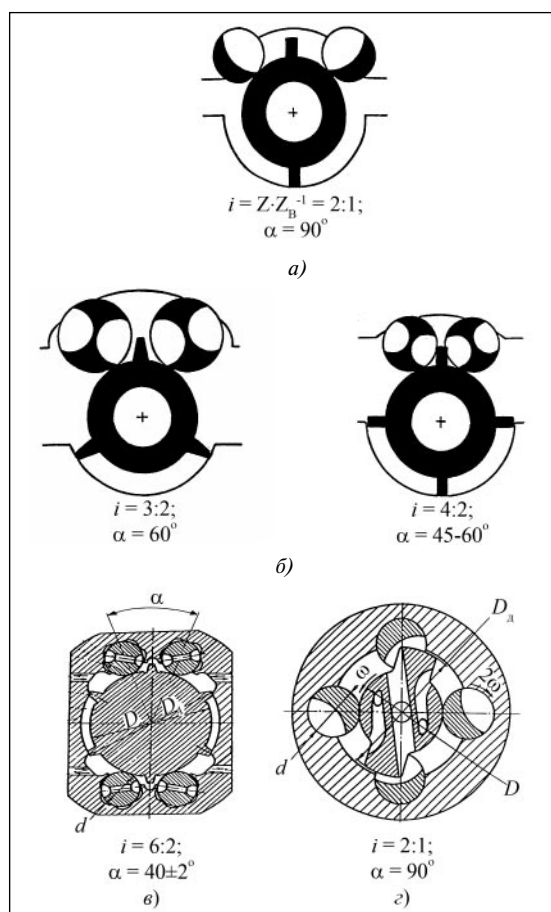 i = Z·Z_В⁻¹ = 2:1;
α = 90°
а)
i = 3:2;
α = 60°
i = 4:2;
α = 45-60°
б)
α
d
i = 6:2;
α = 40±2°
в)
D_д
ω
2ω
d
D
i = 2:1;
α = 90°
г)